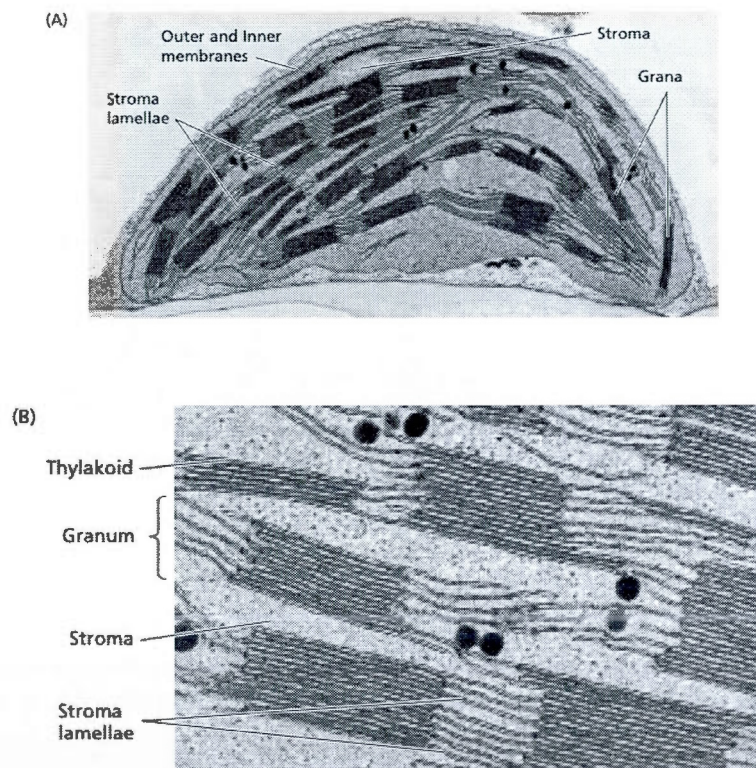 (A)
Outer and Inner
membranes
Stroma
Grana
Stroma
lamellae
(B)
Thylakoid
Granum
Stroma
Stroma
lamellae